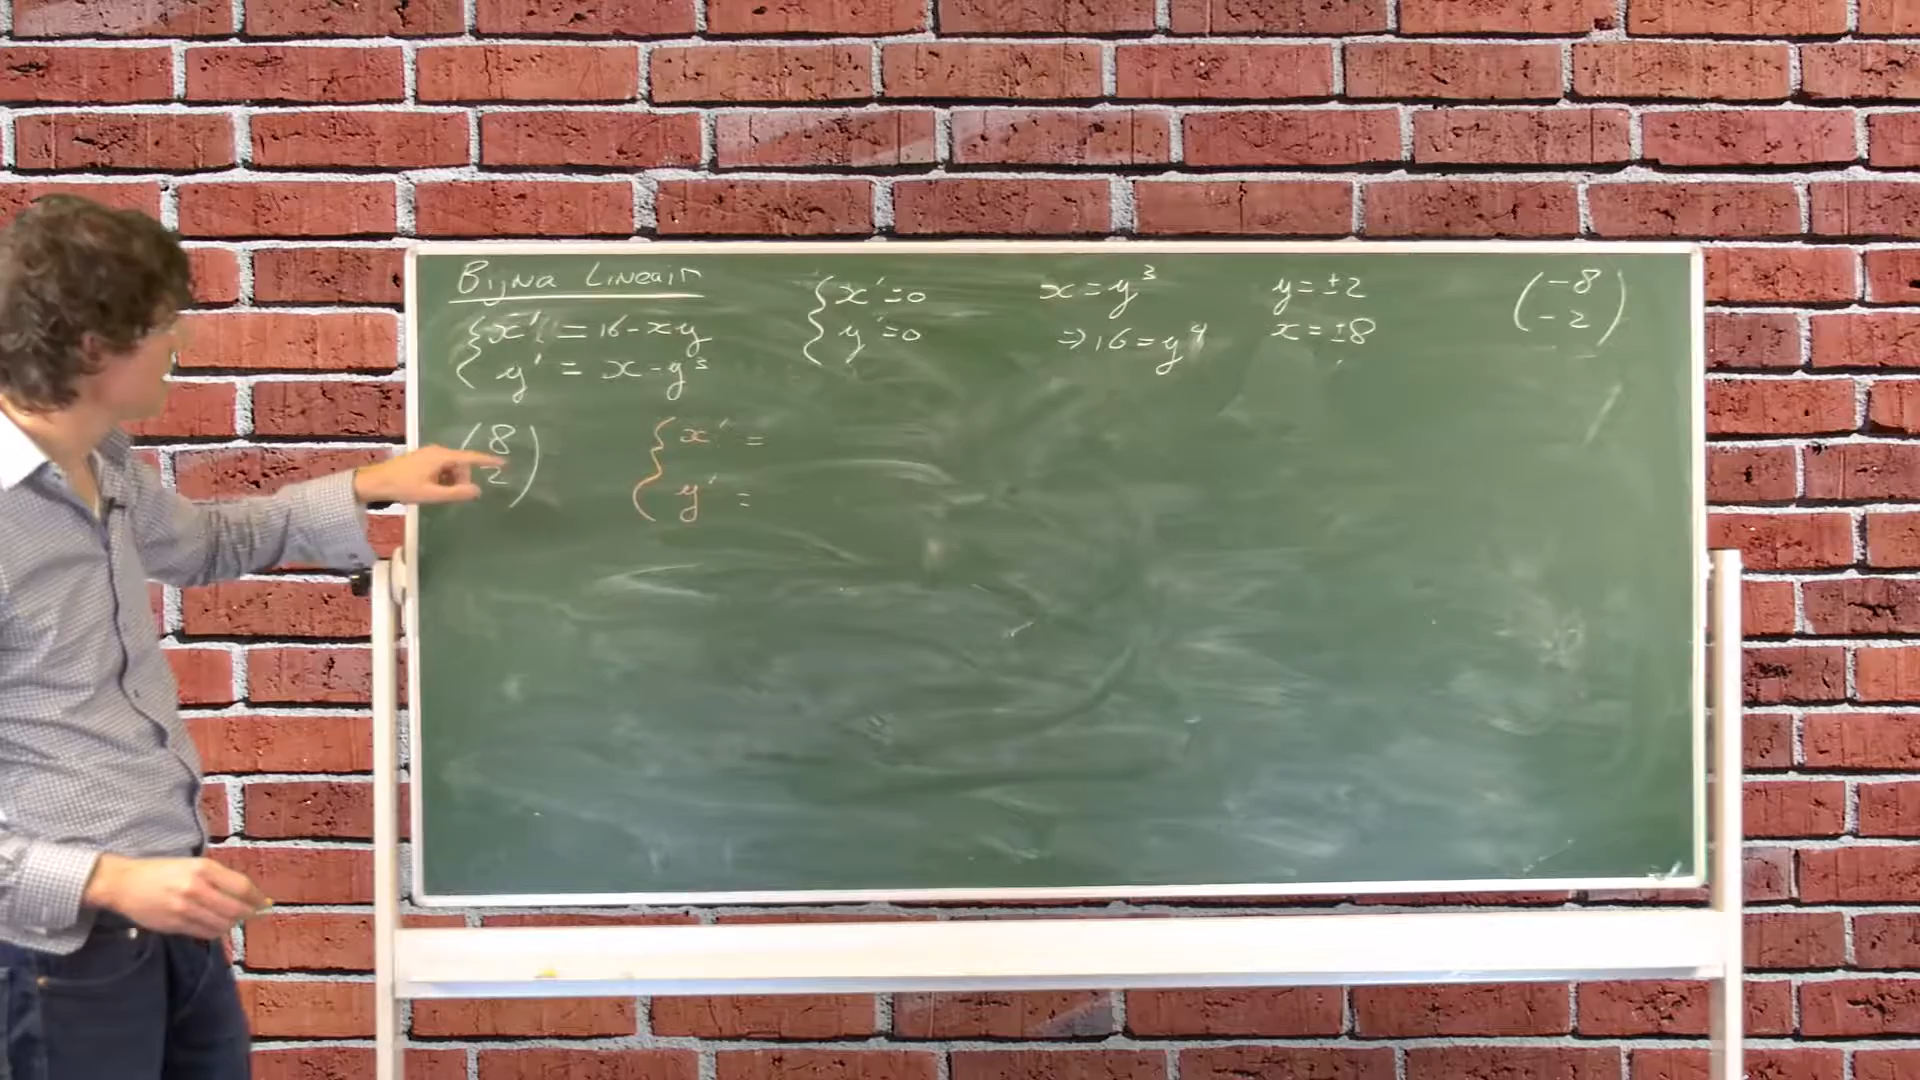 Bijna Lineair
x' = 16 - xy
y' = x - y³
x' = 0
y' = 0
x = y³
⇒ 16 = y⁴
y = ±2
x = ±8
(-8
-2)
(8
2)
x' =
y' =